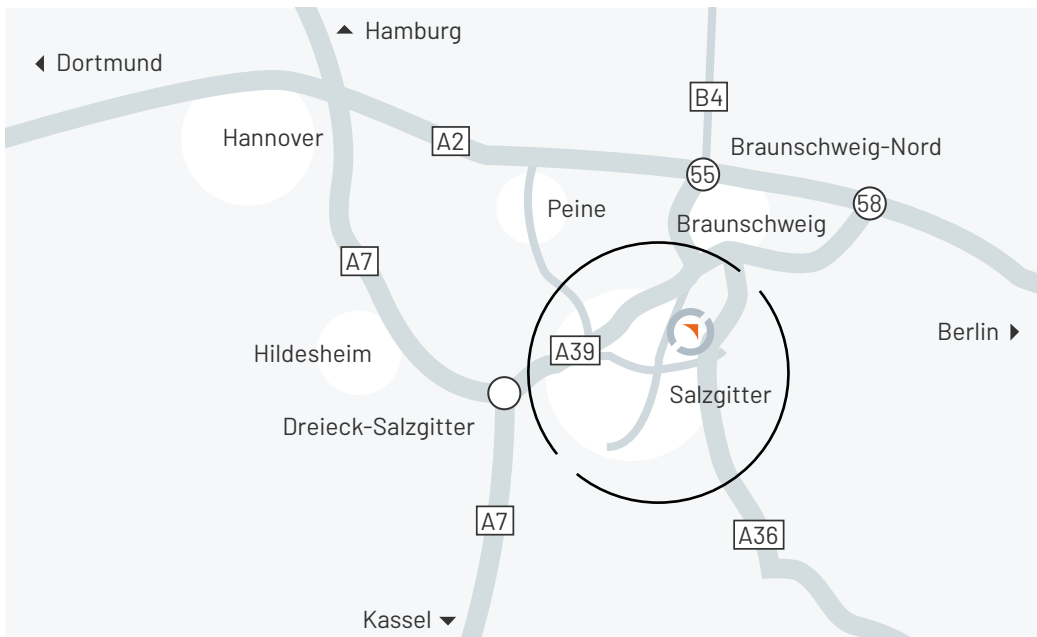 Hamburg
Dortmund
B4
Hannover
A2
Braunschweig-Nord
55
58
Peine
Braunschweig
A7
Berlin
A39
Hildesheim
Salzgitter
Dreieck-Salzgitter
A7
A36
Kassel